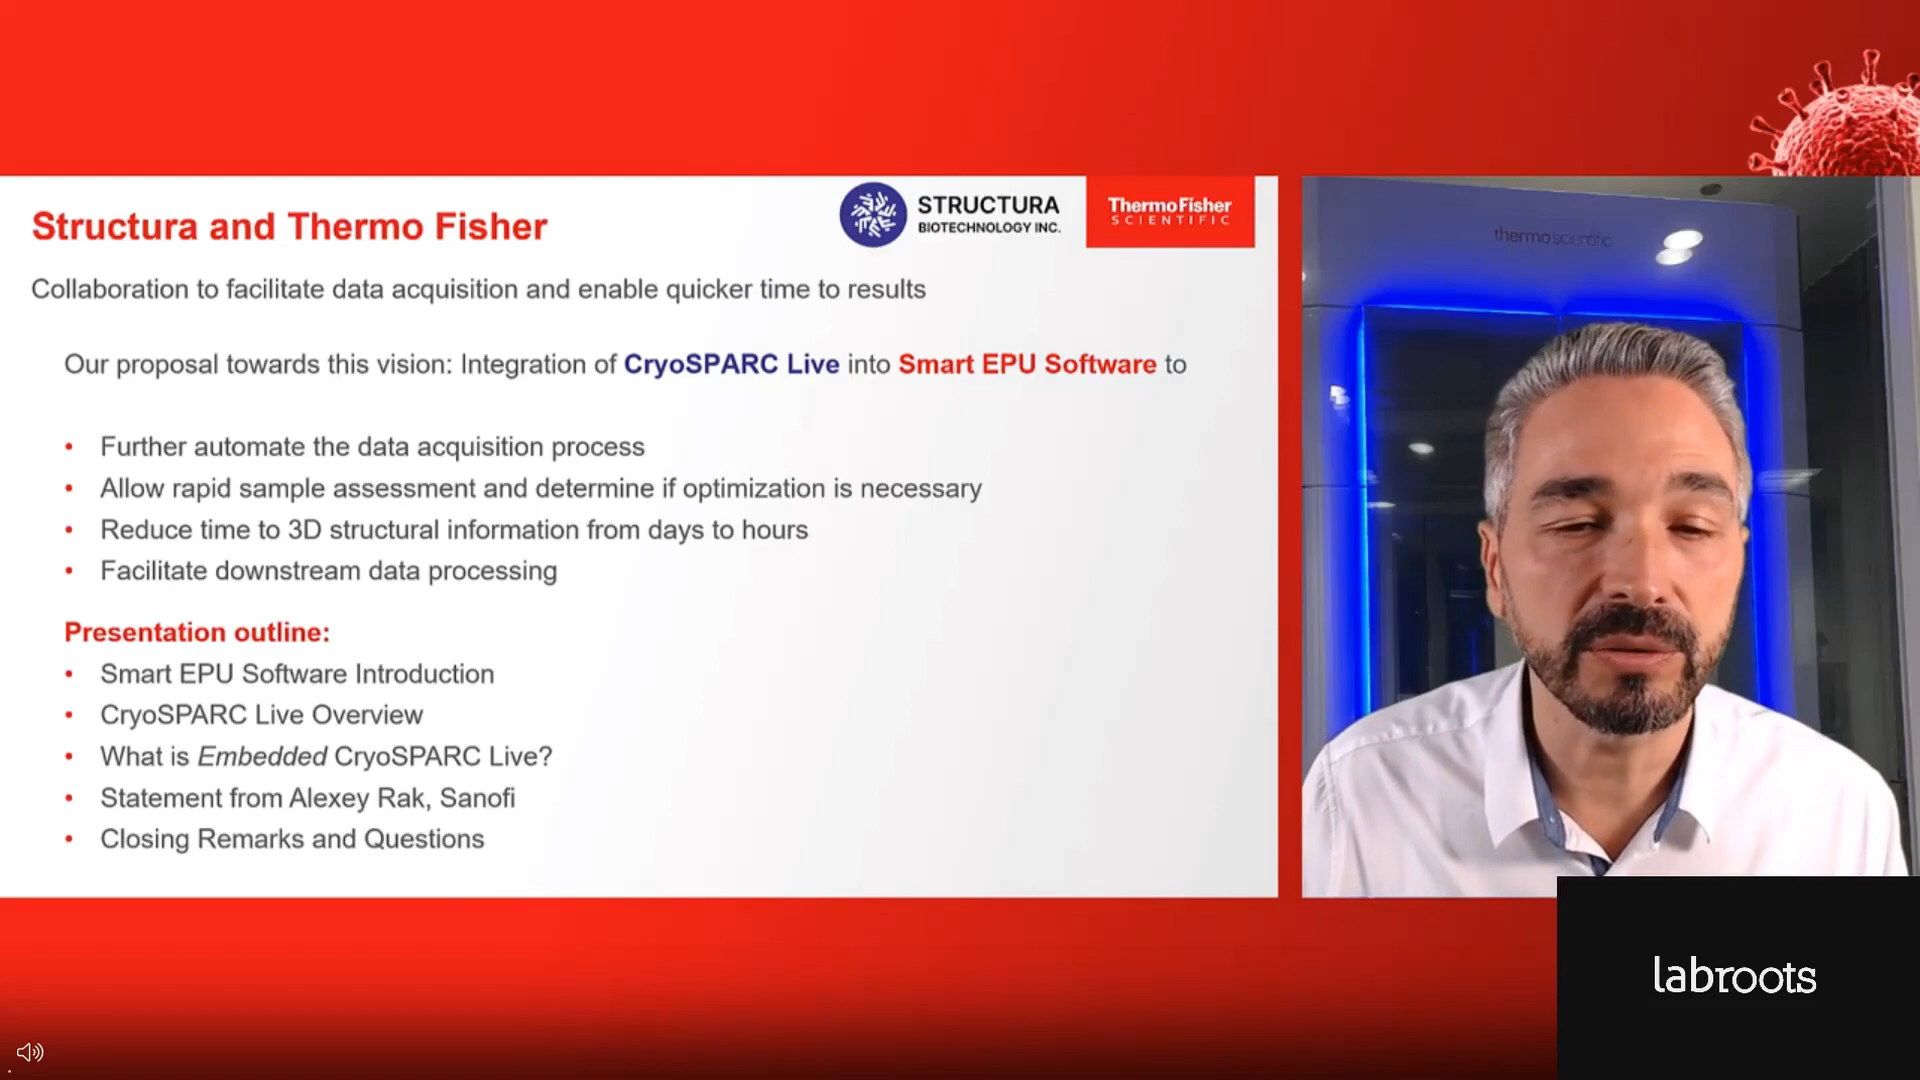 Structura and Thermo Fisher
STRUCTURA
BIOTECHNOLOGY INC.
ThermoFisher
SCIENTIFIC
Collaboration to facilitate data acquisition and enable quicker time to results
Our proposal towards this vision: Integration of CryoSPARC Live into Smart EPU Software to
• Further automate the data acquisition process
• Allow rapid sample assessment and determine if optimization is necessary
• Reduce time to 3D structural information from days to hours
• Facilitate downstream data processing
Presentation outline:
• Smart EPU Software Introduction
• CryoSPARC Live Overview
• What is Embedded CryoSPARC Live?
• Statement from Alexey Rak, Sanofi
• Closing Remarks and Questions
thermo scientific
labroots